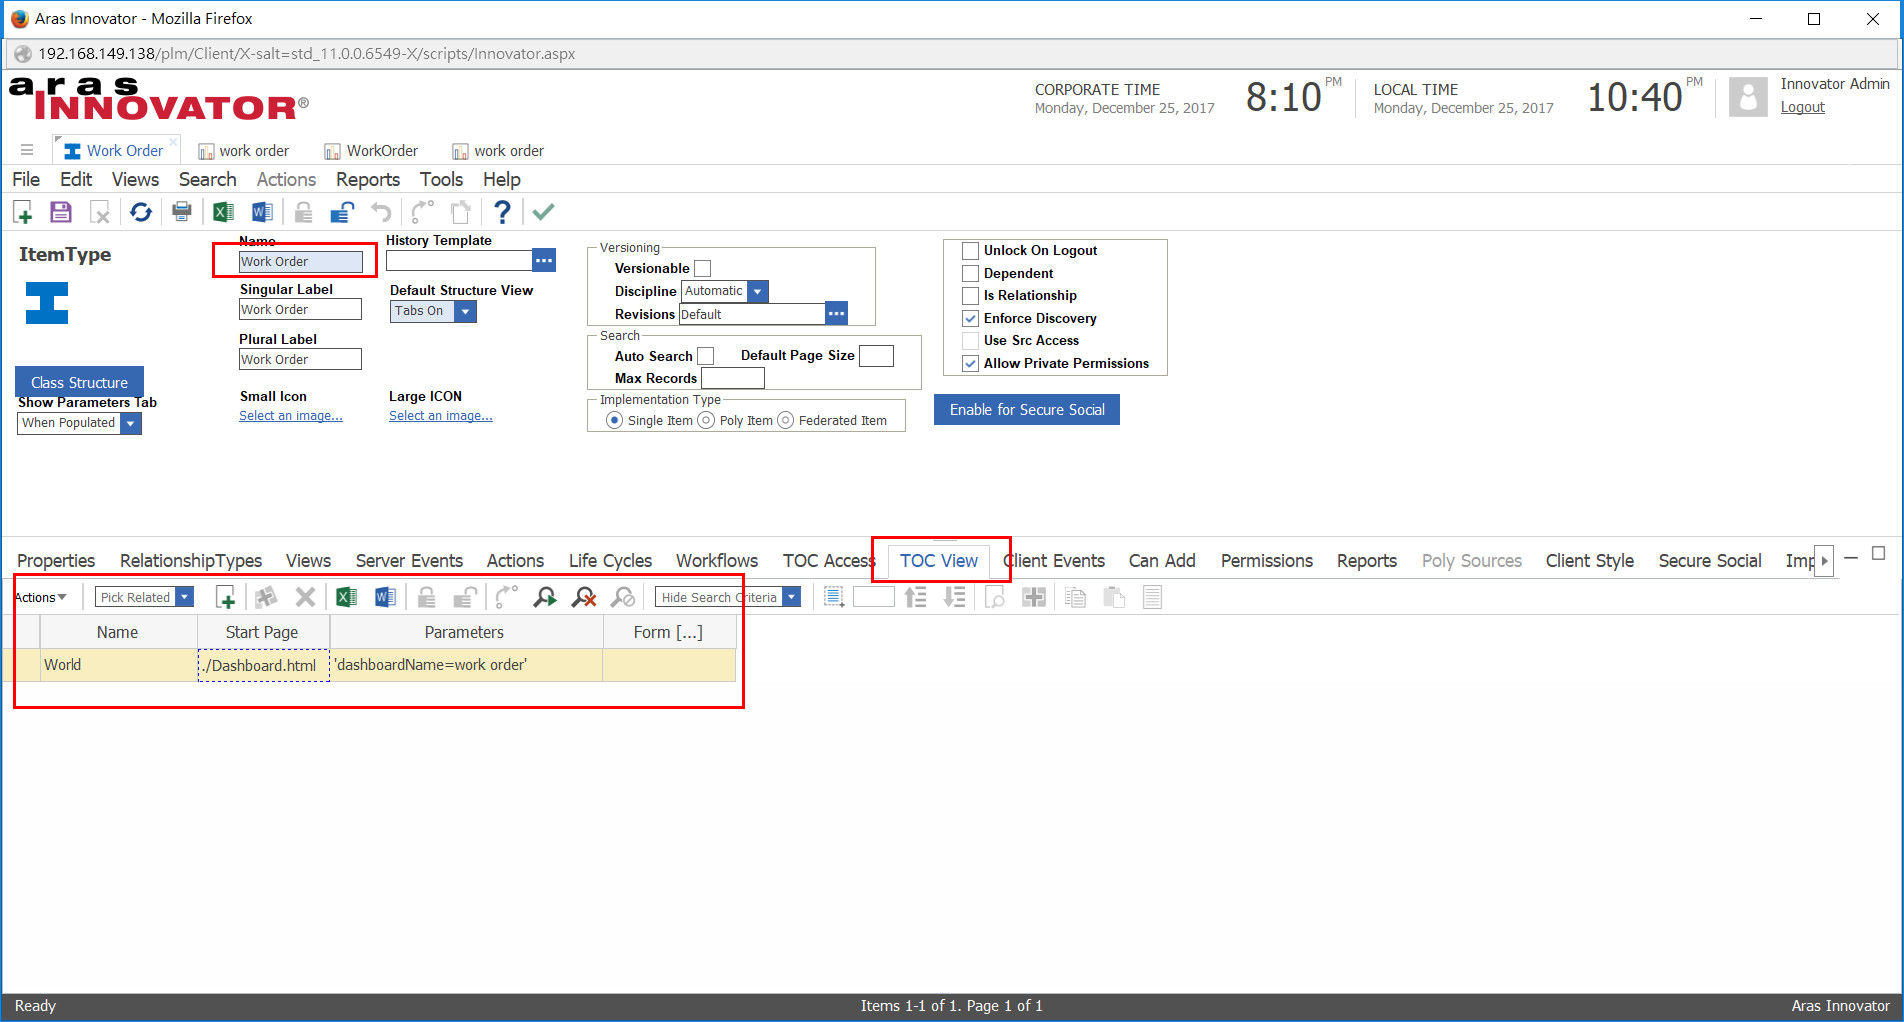 Aras Innovator - Mozilla Firefox
192.168.149.138/plm/Client/X-salt=std_11.0.0.6549-X/scripts/Innovator.aspx
aras
INNOVATOR®
CORPORATE TIME
Monday, December 25, 2017
8:10 PM
LOCAL TIME
Monday, December 25, 2017
10:40 PM
Innovator Admin
Logout
Work Order work order WorkOrder work order
File Edit Views Search Actions Reports Tools Help
ItemType
Class Structure
Show Parameters Tab
When Populated
Name
Work Order
Singular Label
Work Order
Plural Label
Work Order
Small Icon
Select an image...
History Template
Default Structure View
Tabs On
Large ICON
Select an image...
Versioning
Versionable
Discipline Automatic
Revisions Default
Search
Auto Search Default Page Size
Max Records
Implementation Type
Single Item Poly Item Federated Item
Unlock On Logout
Dependent
Is Relationship
Enforce Discovery
Use Src Access
Allow Private Permissions
Enable for Secure Social
Properties RelationshipTypes Views Server Events Actions Life Cycles Workflows TOC Access TOC View Client Events Can Add Permissions Reports Poly Sources Client Style Secure Social Imp
Actions Pick Related Hide Search Criteria
Name Start Page Parameters Form [...]
World ./Dashboard.html 'dashboardName=work order'
Ready Items 1-1 of 1. Page 1 of 1 Aras Innovator